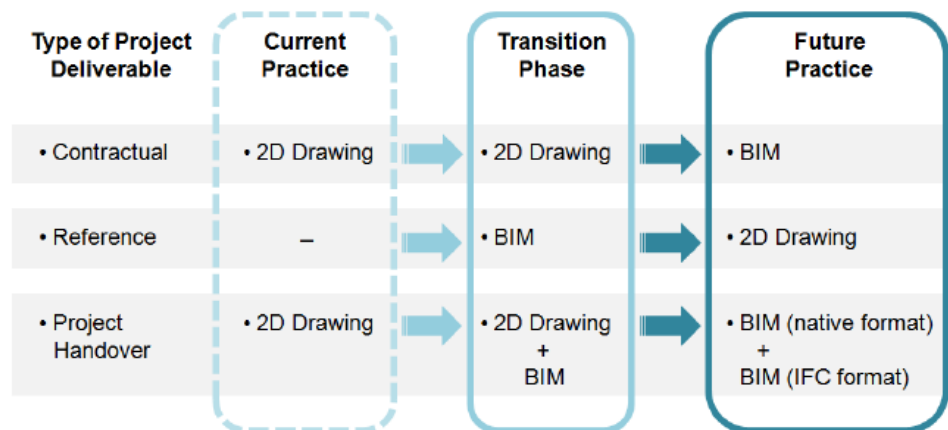 Type of Project Deliverable
Current Practice
Transition Phase
Future Practice
• Contractual
• 2D Drawing
• 2D Drawing
• BIM
• Reference
–
• BIM
• 2D Drawing
• Project Handover
• 2D Drawing
• 2D Drawing
+
BIM
• BIM (native format)
+
BIM (IFC format)